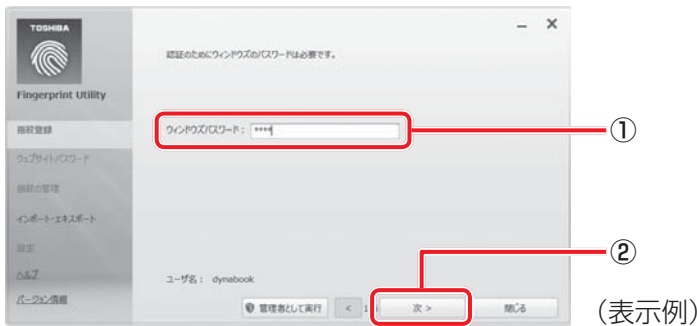 TOSHIBA
Fingerprint Utility
指紋登録
ウェブサイトパスワード
指紋の管理
インポート・エキスポート
設定
ヘルプ
バージョン情報
認証のためにウィンドウズのパスワードは必要です。
ウィンドウズパスワード： ****
①
ユーザ名： dynabook
②
管理者として実行
<
1
次 >
閉じる
（表示例）